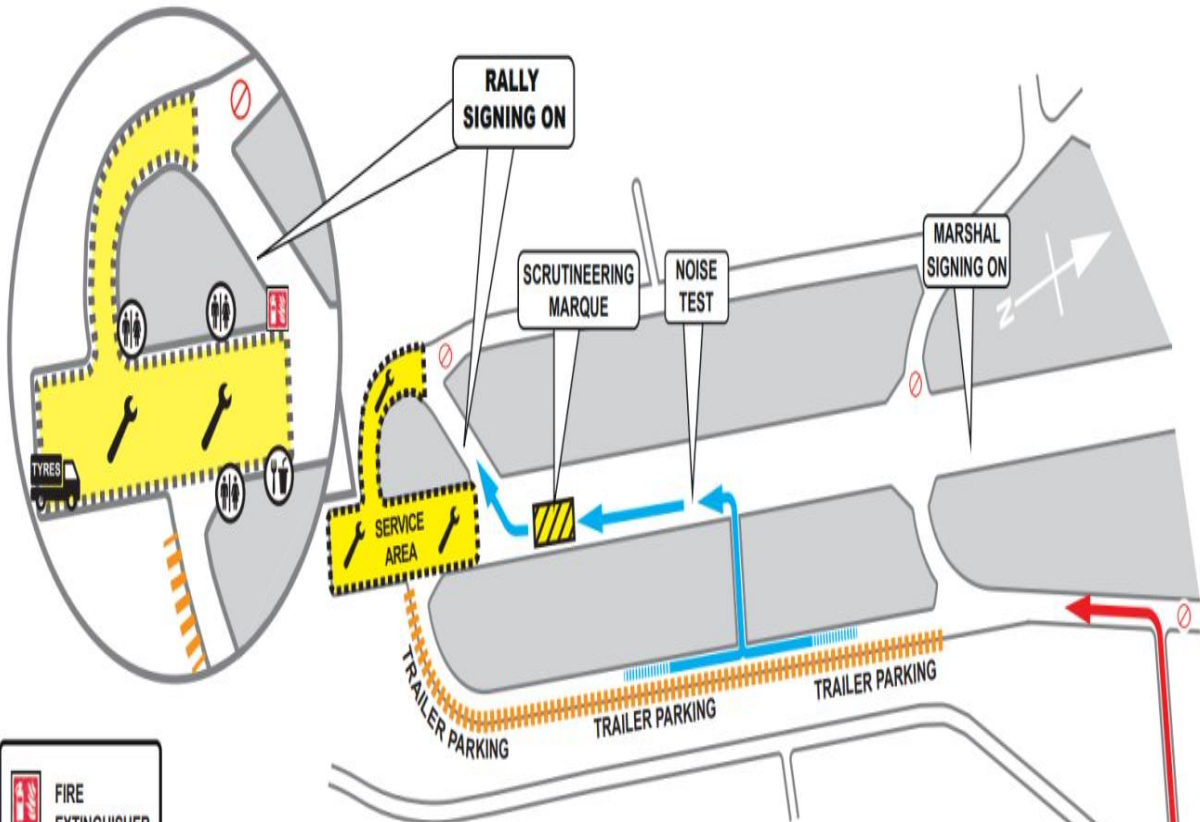 RALLY
SIGNING ON
SCRUTINEERING
MARQUE
NOISE
TEST
MARSHAL
SIGNING ON
N
TYRES
SERVICE
AREA
TRAILER PARKING
TRAILER PARKING
TRAILER PARKING
FIRE
EXTINGUISHER